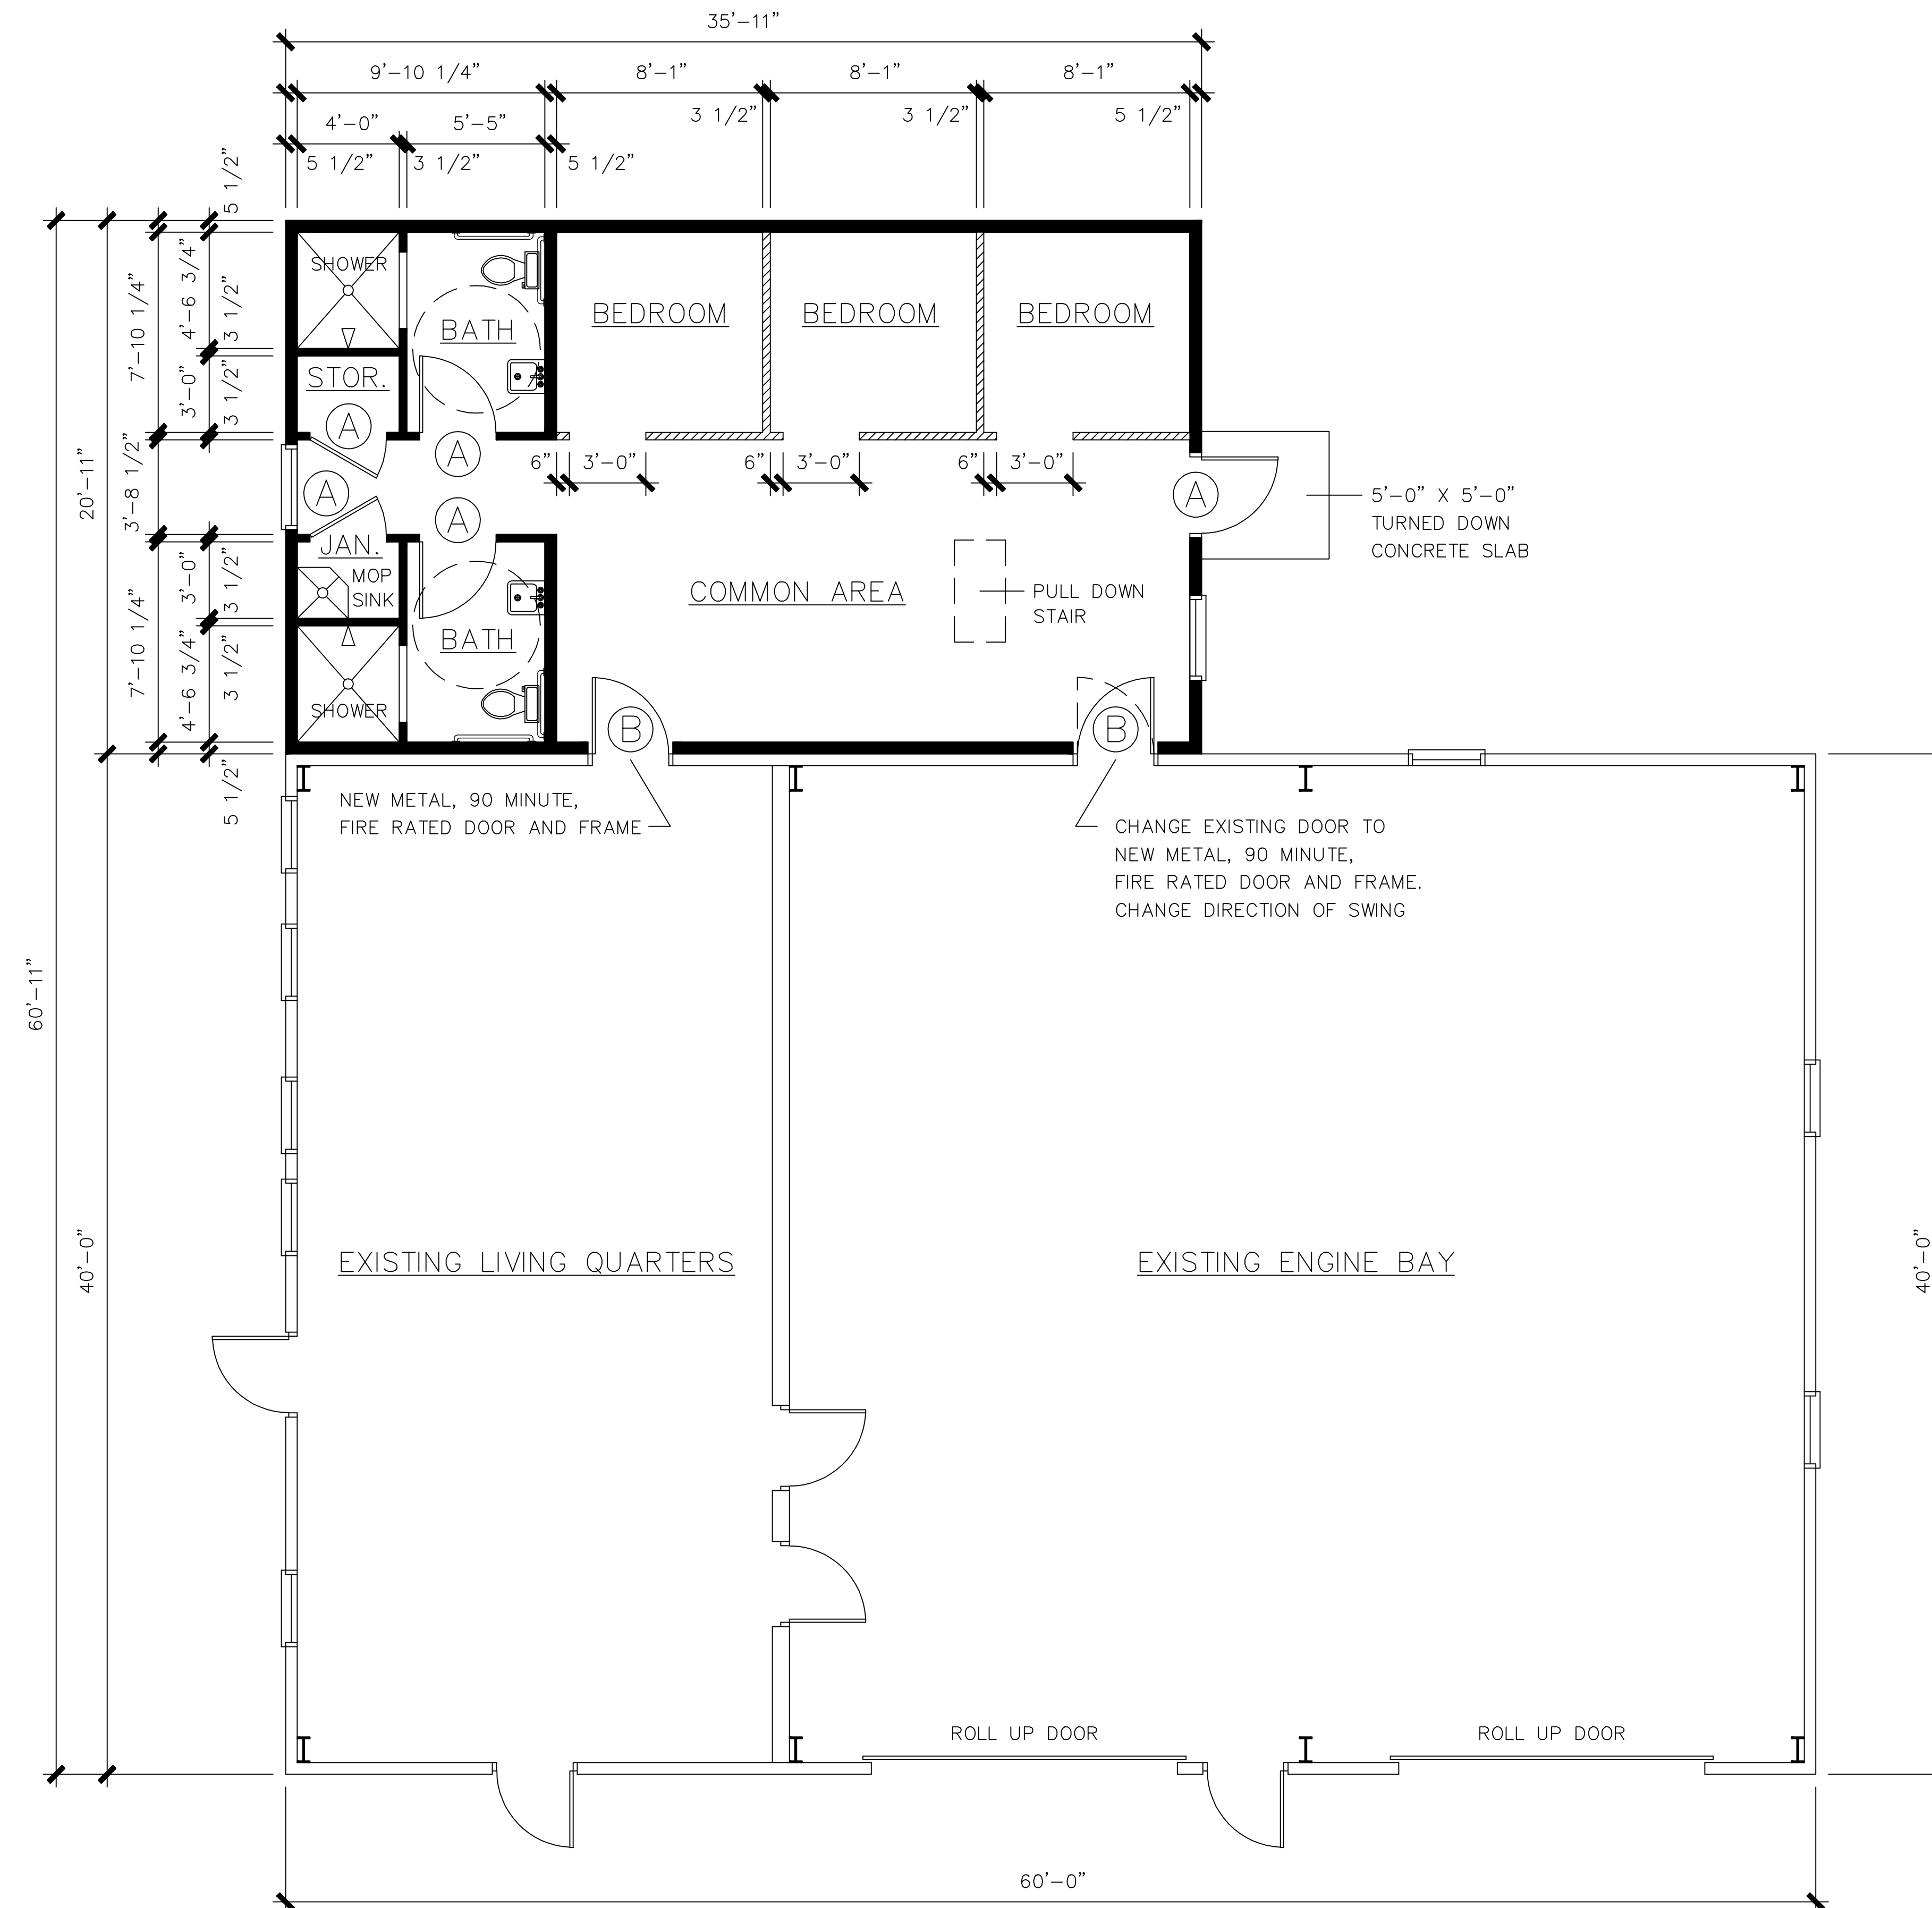 35'-11"
9'-10 1/4" 8'-1" 8'-1" 8'-1"
3 1/2" 3 1/2" 5 1/2"
4'-0" 5'-5"
5 1/2" 3 1/2" 5 1/2"
5 1/2"
4'-6 3/4"
3 1/2"
7'-10 1/4"
3'-0"
3 1/2"
20'-11"
3'-8 1/2"
3'-0"
3 1/2"
7'-10 1/4"
4'-6 3/4"
3 1/2"
5 1/2"
60'-11"
40'-0"
SHOWER
BATH
BEDROOM BEDROOM BEDROOM
STOR.
A
A
A
A
6" 3'-0" 6" 3'-0" 6" 3'-0"
A
5'-0" X 5'-0"
TURNED DOWN
CONCRETE SLAB
JAN.
MOP
SINK
COMMON AREA
PULL DOWN
STAIR
BATH
SHOWER
B
B
NEW METAL, 90 MINUTE,
FIRE RATED DOOR AND FRAME
CHANGE EXISTING DOOR TO
NEW METAL, 90 MINUTE,
FIRE RATED DOOR AND FRAME.
CHANGE DIRECTION OF SWING
EXISTING LIVING QUARTERS
EXISTING ENGINE BAY
40'-0"
ROLL UP DOOR
ROLL UP DOOR
60'-0"